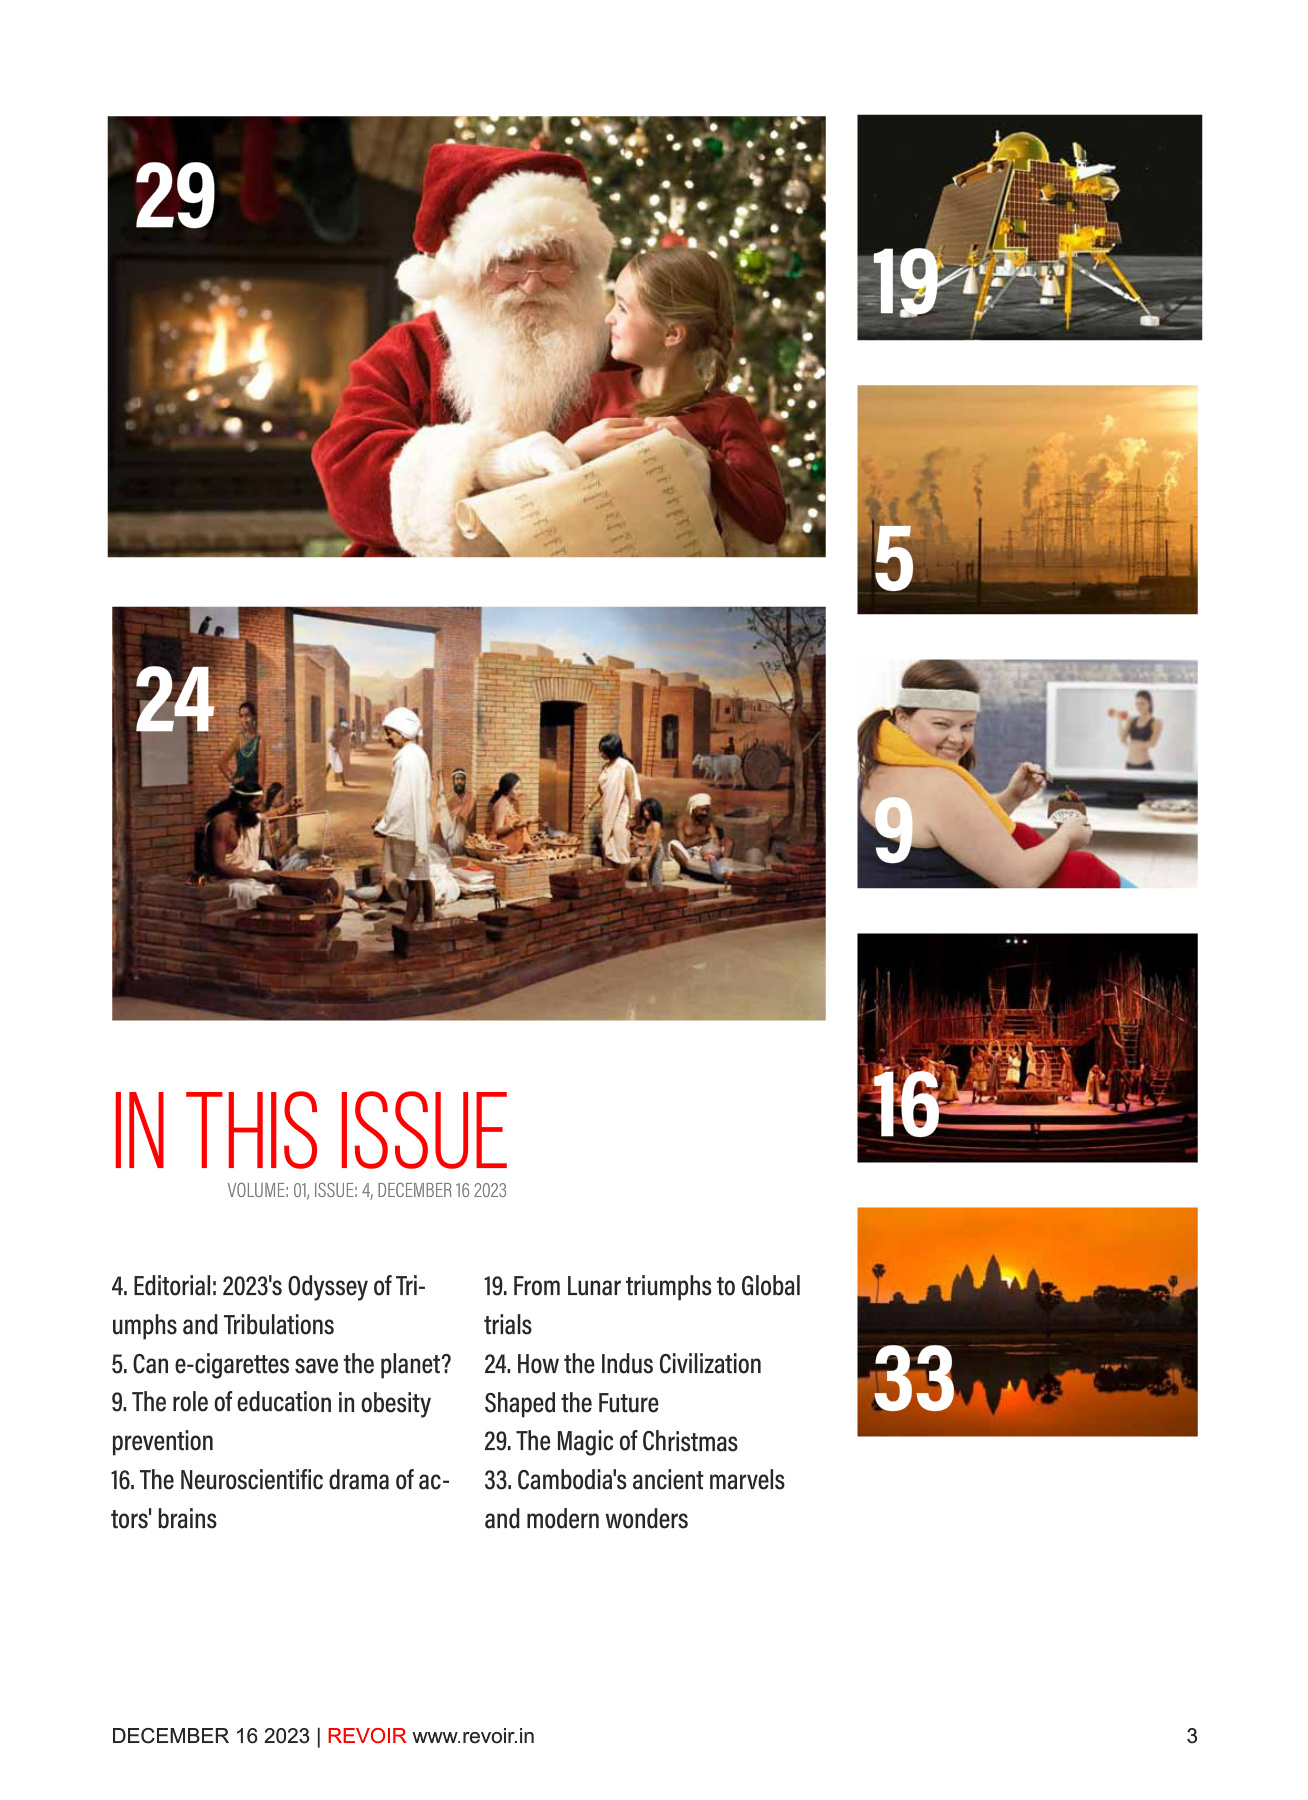 29
19
5
24
9
16
33
IN THIS ISSUE
VOLUME: 01, ISSUE: 4, DECEMBER 16 2023
4. Editorial: 2023's Odyssey of Tri-
umphs and Tribulations
5. Can e-cigarettes save the planet?
9. The role of education in obesity
prevention
16. The Neuroscientific drama of ac-
tors' brains
19. From Lunar triumphs to Global
trials
24. How the Indus Civilization
Shaped the Future
29. The Magic of Christmas
33. Cambodia's ancient marvels
and modern wonders
DECEMBER 16 2023 | REVOIR www.revoir.in
3